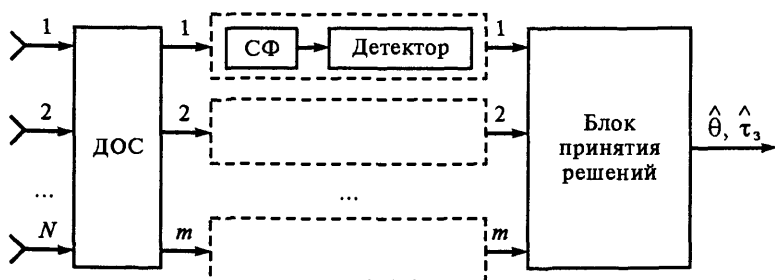 1 1 СФ Детектор 1
2 2 2
ДОС
Блок
принятия
решений
θ̂, τ̂з
... ...
N m m